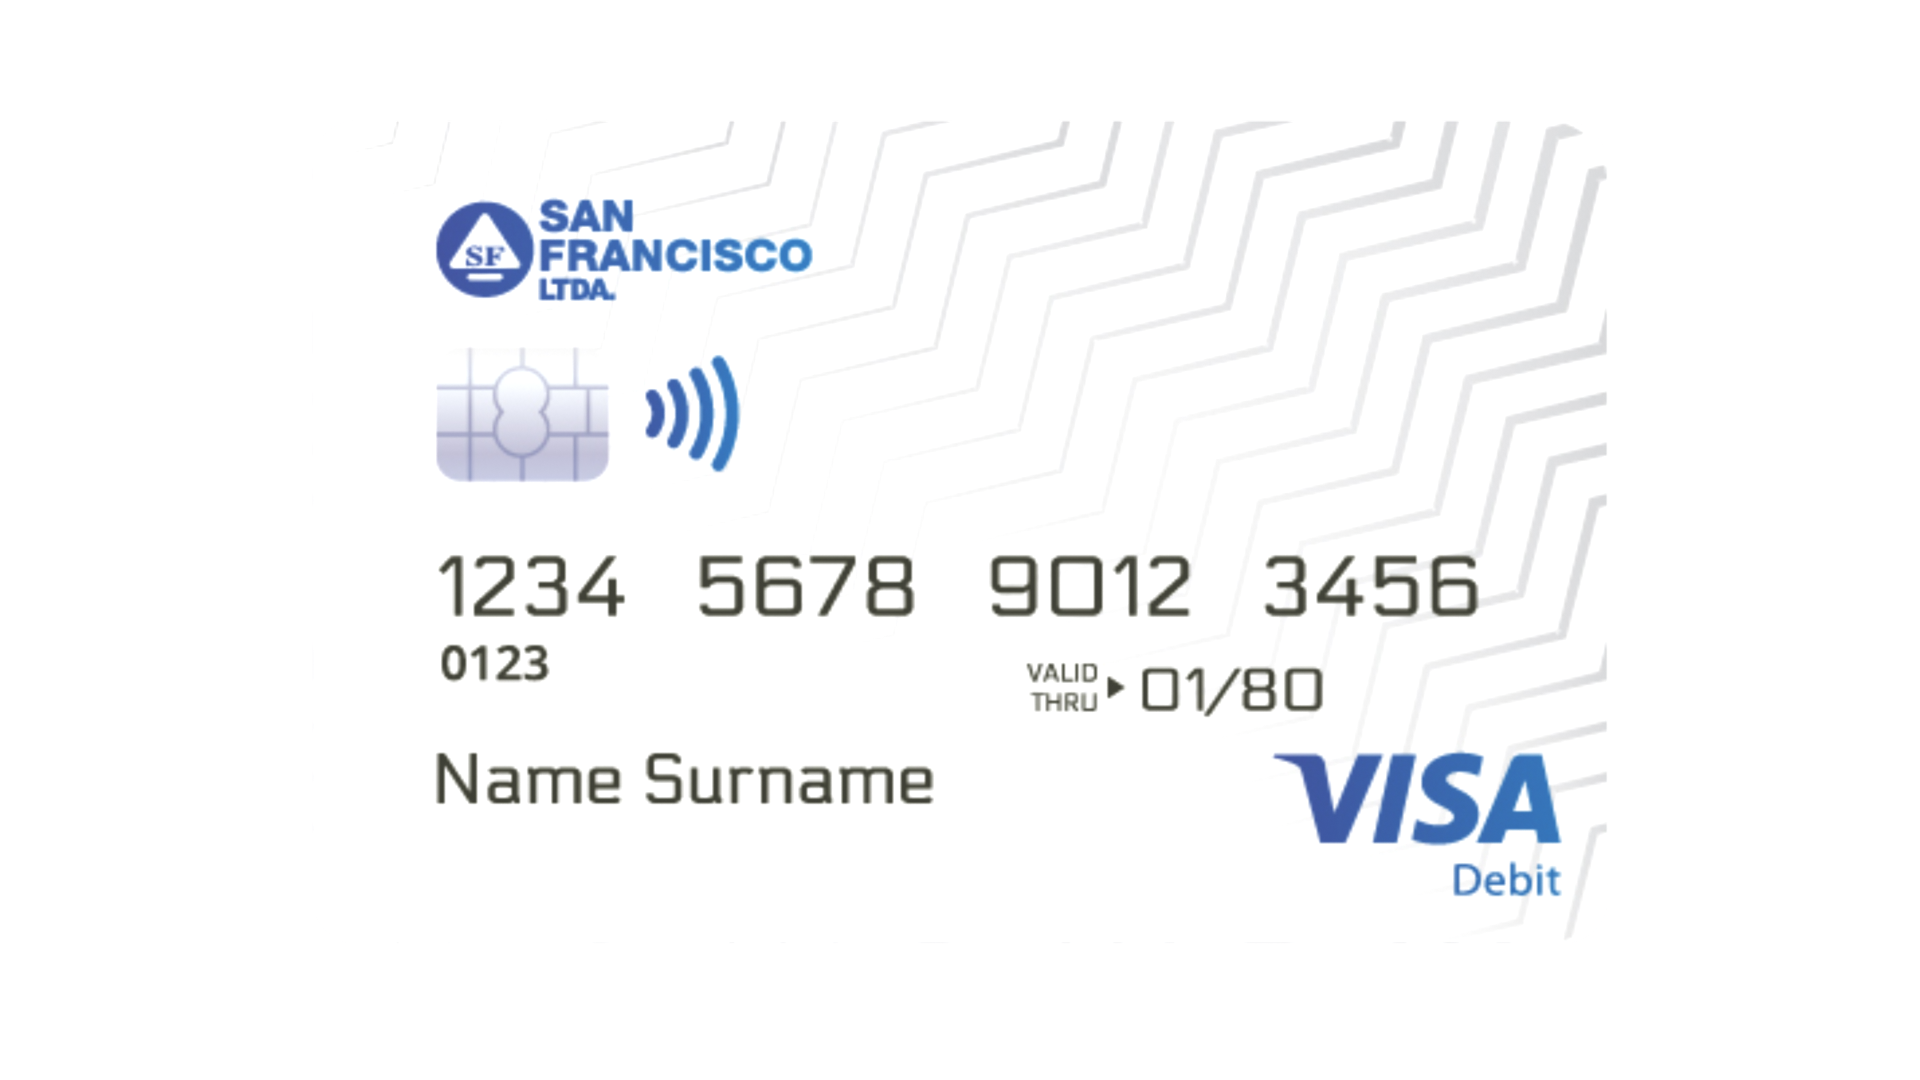 SF
SAN
FRANCISCO
LTDA.
1234 5678 9012 3456
0123
VALID
THRU
01/80
Name Surname
VISA
Debit